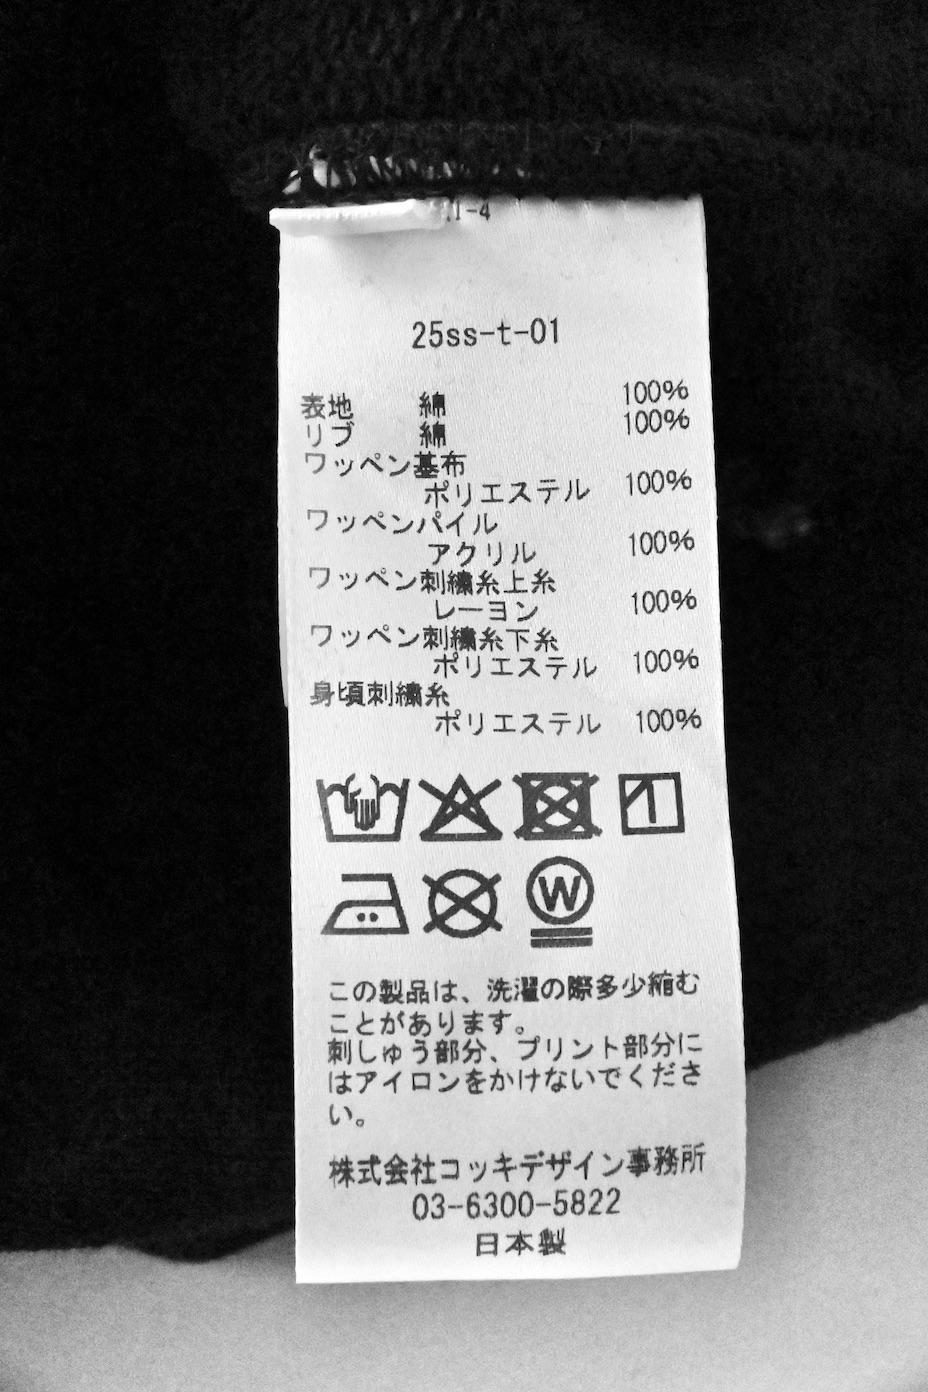 1-4
25ss-t-01
表地 綿 100%
リブ 綿 100%
ワッペン基布
ポリエステル 100%
ワッペンパイル
アクリル 100%
ワッペン刺繍糸上糸
レーヨン 100%
ワッペン刺繍糸下糸
ポリエステル 100%
身頃刺繍糸
ポリエステル 100%
W
この製品は、洗濯の際多少縮む
ことがあります。
刺しゅう部分、プリント部分に
はアイロンをかけないでくださ
い。
株式会社コッキデザイン事務所
03-6300-5822
日本製